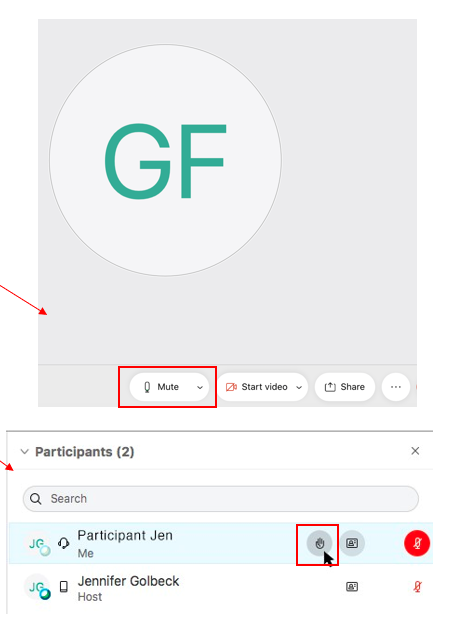 GF
Mute
Start video
Share
Participants (2)
Search
JG
Participant Jen
Me
JG
Jennifer Golbeck
Host